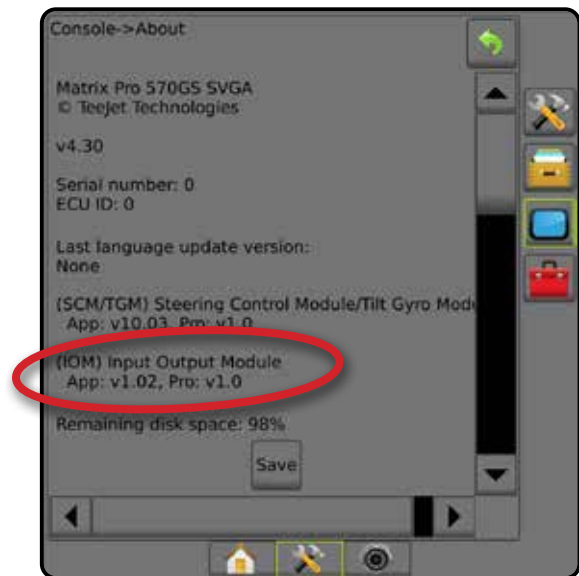 Console->About
Matrix Pro 570GS SVGA
© TeeJet Technologies
v4.30
Serial number: 0
ECU ID: 0
Last language update version:
None
(SCM/TGM) Steering Control Module/Tilt Gyro Modu
App: v10.03, Pro: v1.0
(IOM) Input Output Module
App: v1.02, Pro: v1.0
Remaining disk space: 98%
Save